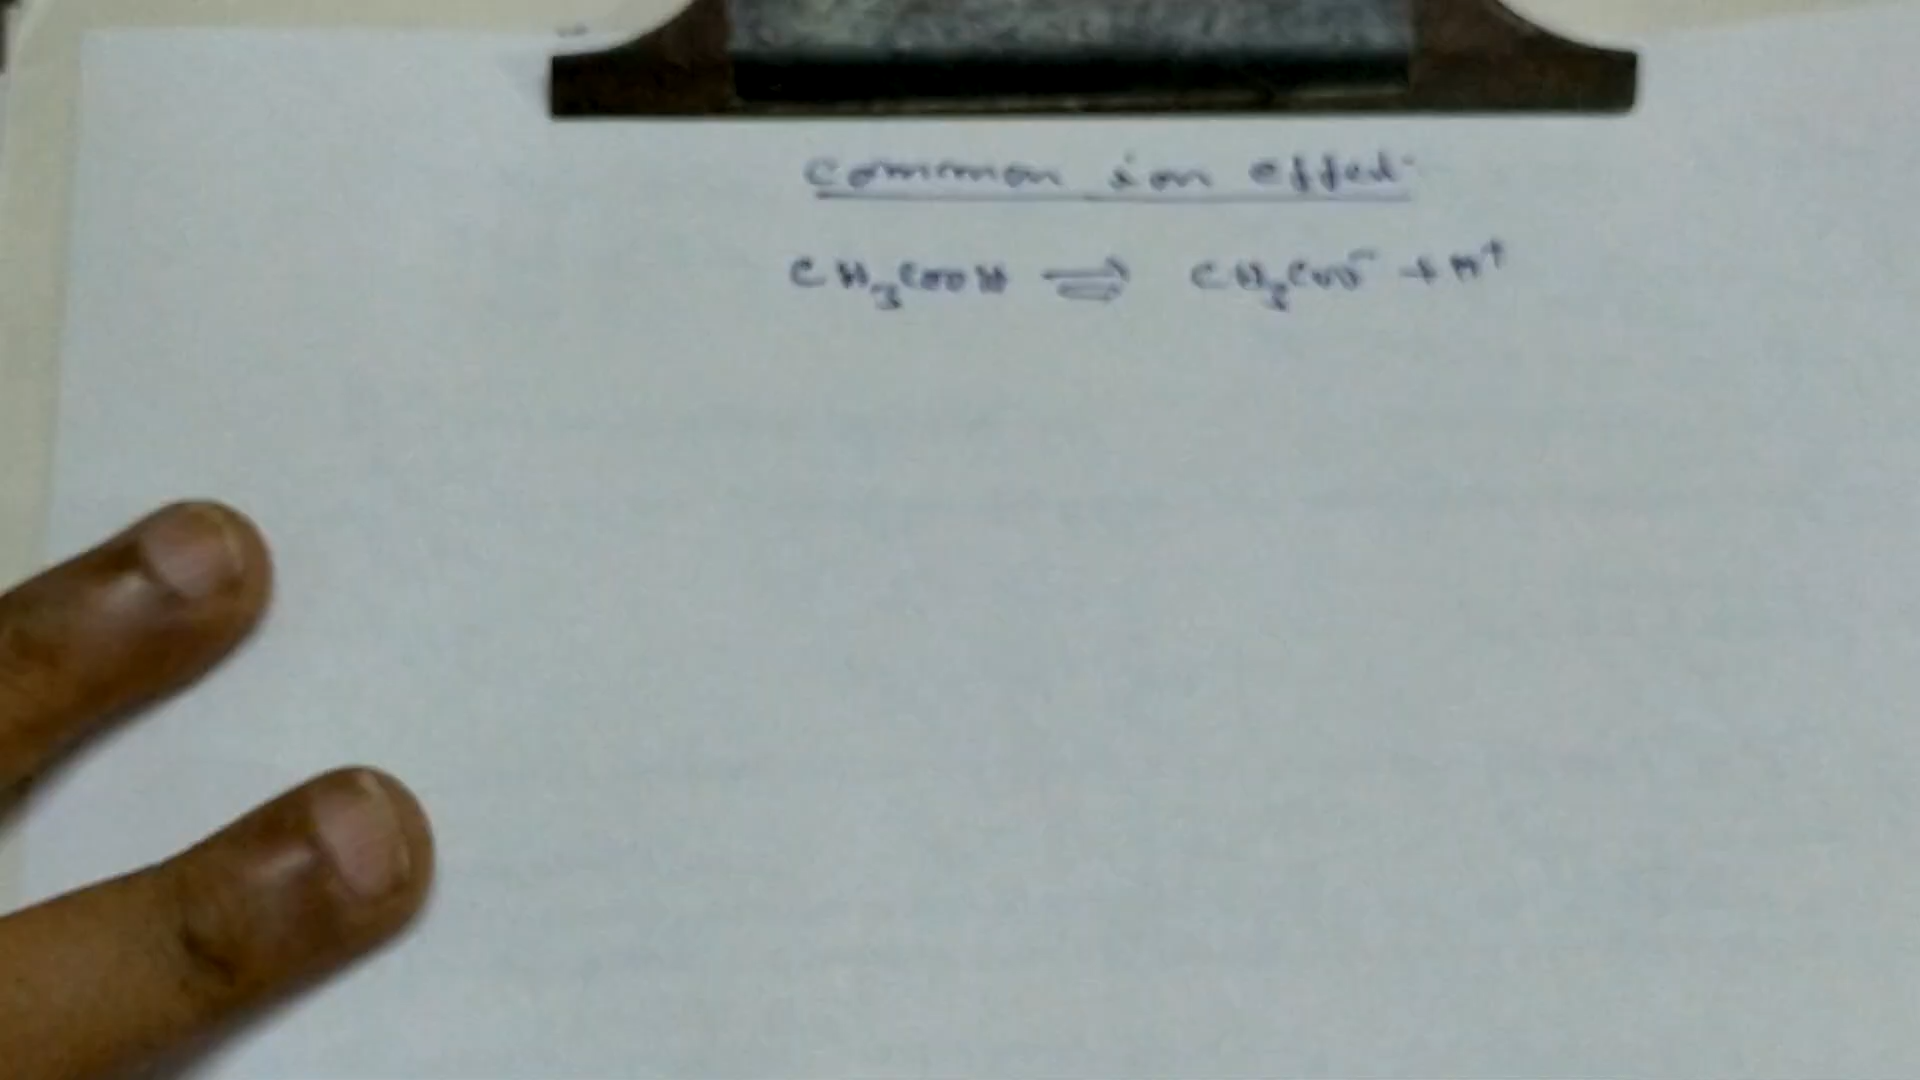 common ion effect
CH₃COOH ⇌ CH₃COO⁻ + H⁺